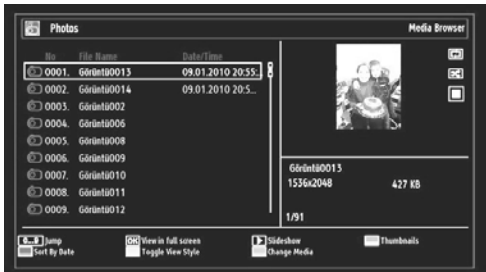 Photos
Media Browser
No File Name Date/Time
0001. Görüntü0013 09.01.2010 20:55:
0002. Görüntü0014 09.01.2010 20:5...
0003. Görüntü002
0004. Görüntü006
0005. Görüntü008
0006. Görüntü009
0007. Görüntü010
0008. Görüntü011
0009. Görüntü012
Görüntü0013
1536x2048 427 KB
1/91
0...9 Jump OK View in full screen Slideshow Thumbnails
Sort By Date Toggle View Style Change Media